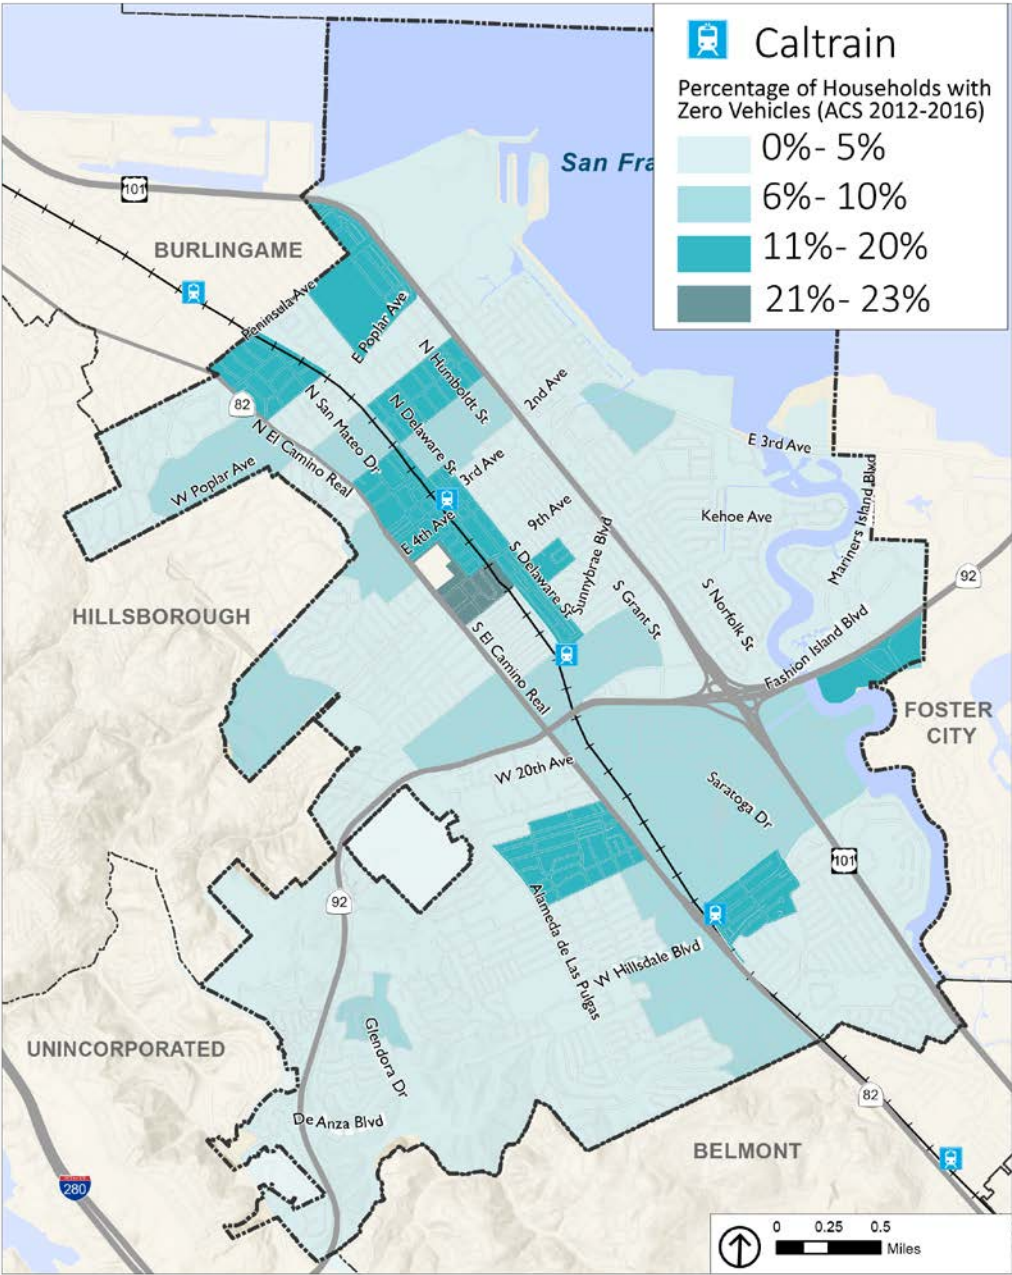 Caltrain
Percentage of Households with
Zero Vehicles (ACS 2012-2016)
0%- 5%
6%- 10%
11%- 20%
21%- 23%
San Fra
101
BURLINGAME
Peninsula Ave
E Poplar Ave
N Humboldt St
2nd Ave
82
N San Mateo Dr
N Delaware St
E 3rd Ave
N El Camino Real
W Poplar Ave
3rd Ave
Mariners Island Blvd
Kehoe Ave
9th Ave
E 4th Ave
S Delaware St
Sunnybrae Blvd
92
HILLSBOROUGH
S Grant St
S Norfolk St
Fashion Island Blvd
S El Camino Real
FOSTER
CITY
W 20th Ave
Saratoga Dr
101
92
Alameda de Las Pulgas
W Hillsdale Blvd
UNINCORPORATED
Glendora Dr
De Anza Blvd
82
BELMONT
INTERSTATE
280
0 0.25 0.5
Miles